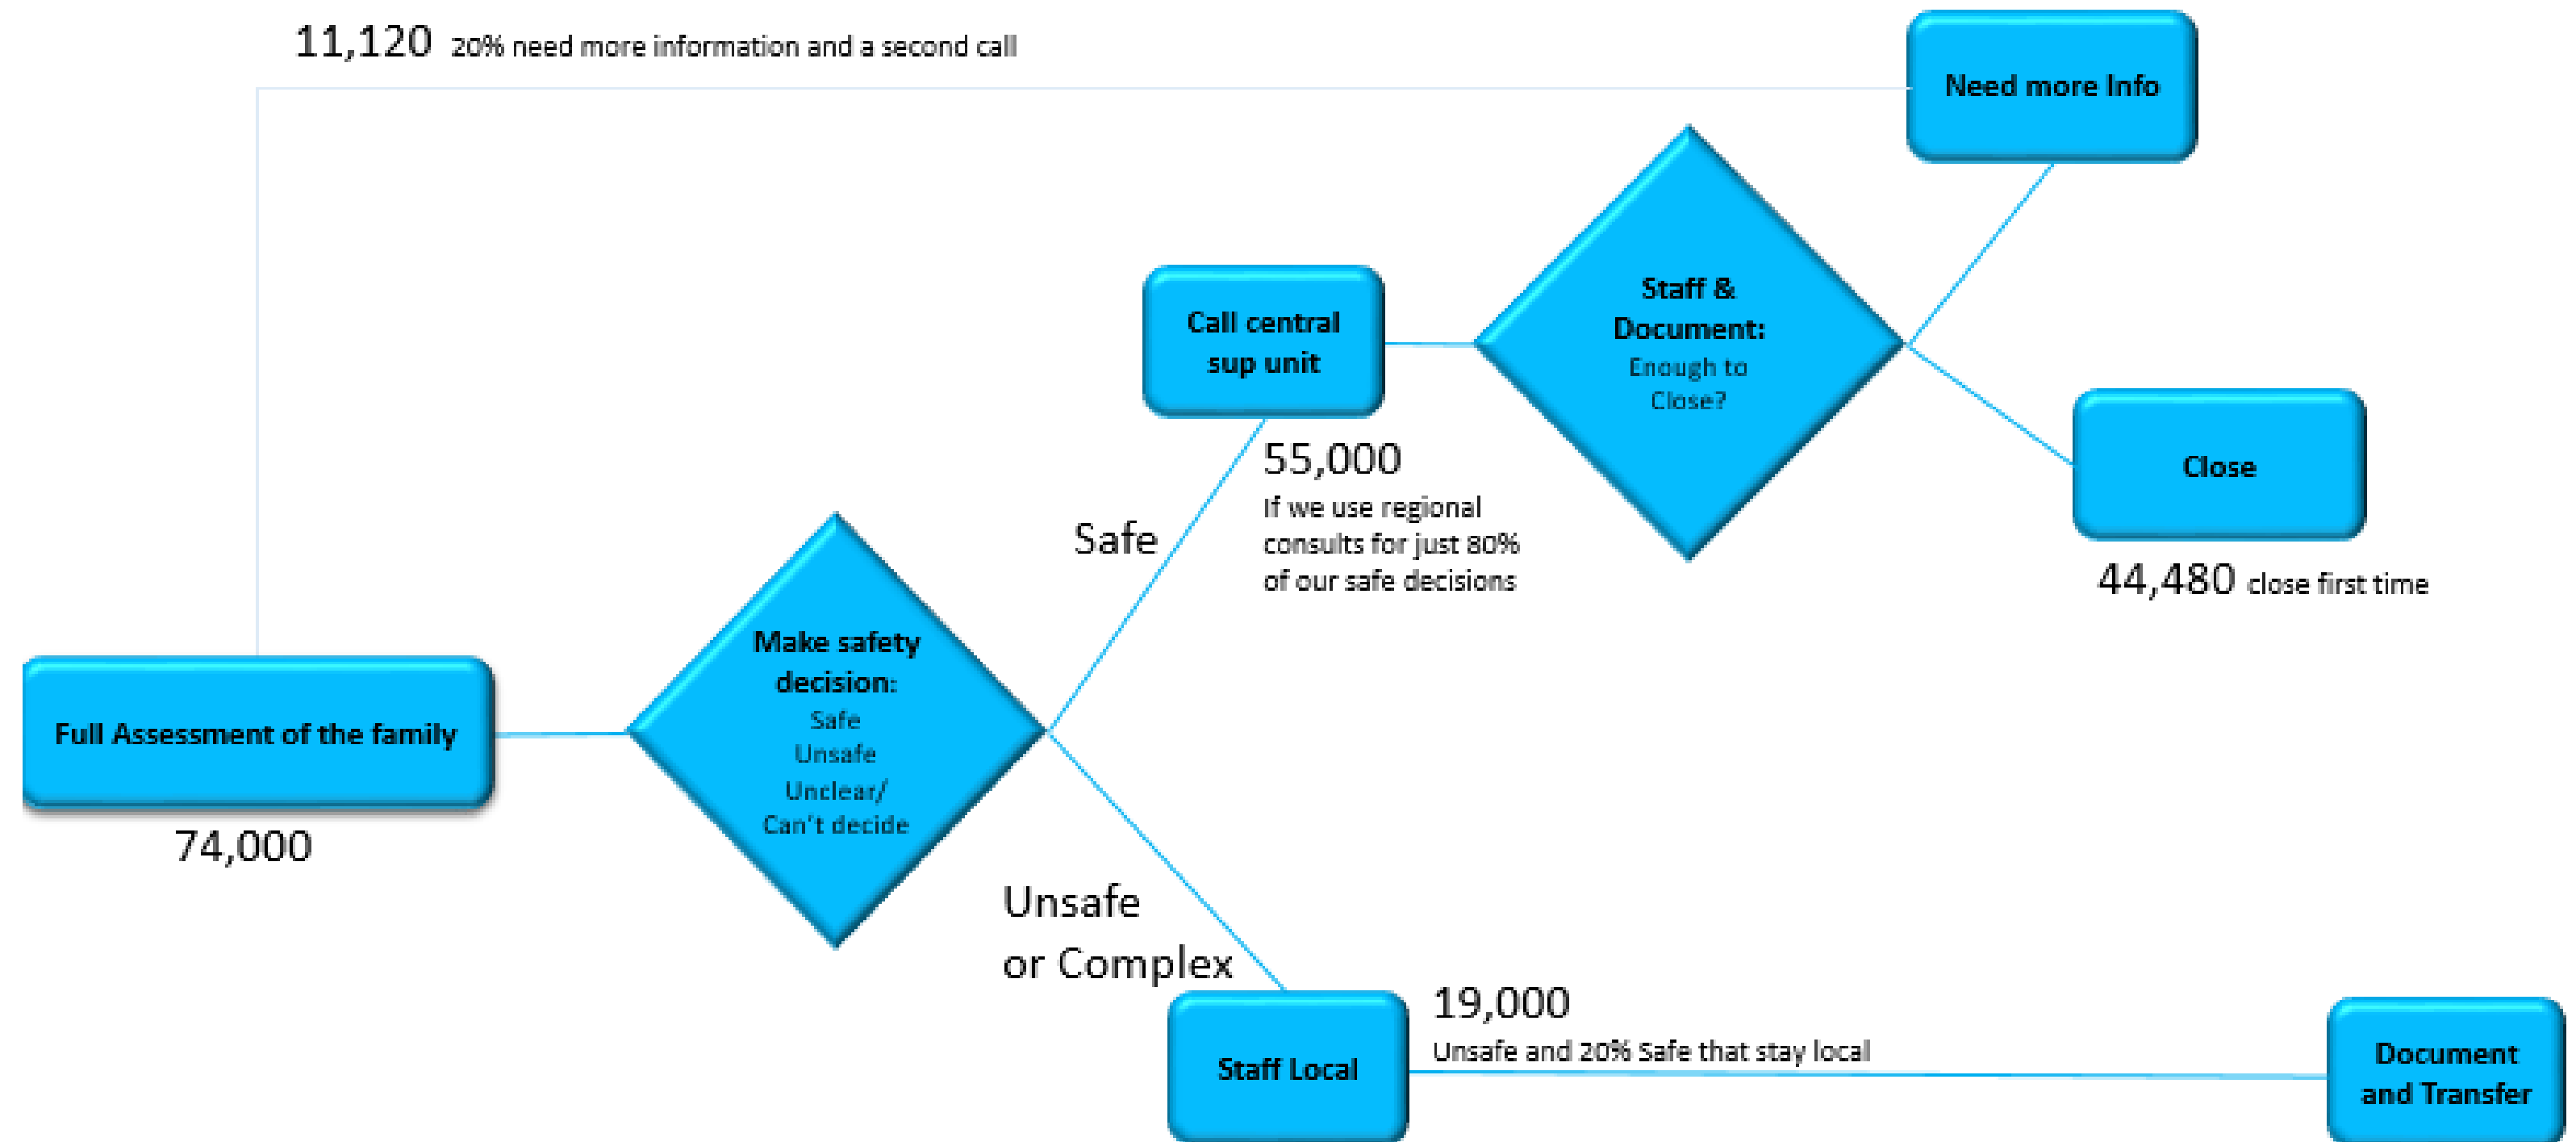 11,120 20% need more information and a second call
Need more Info
Staff &
Document:
Enough to
Close?
Call central
sup unit
55,000
If we use regional
consults for just 80%
of our safe decisions
Close
44,480 close first time
Safe
Make safety
decision:
Safe
Unsafe
Unclear/
Can't decide
Full Assessment of the family
74,000
Unsafe
or Complex
Staff Local
19,000
Unsafe and 20% Safe that stay local
Document
and Transfer